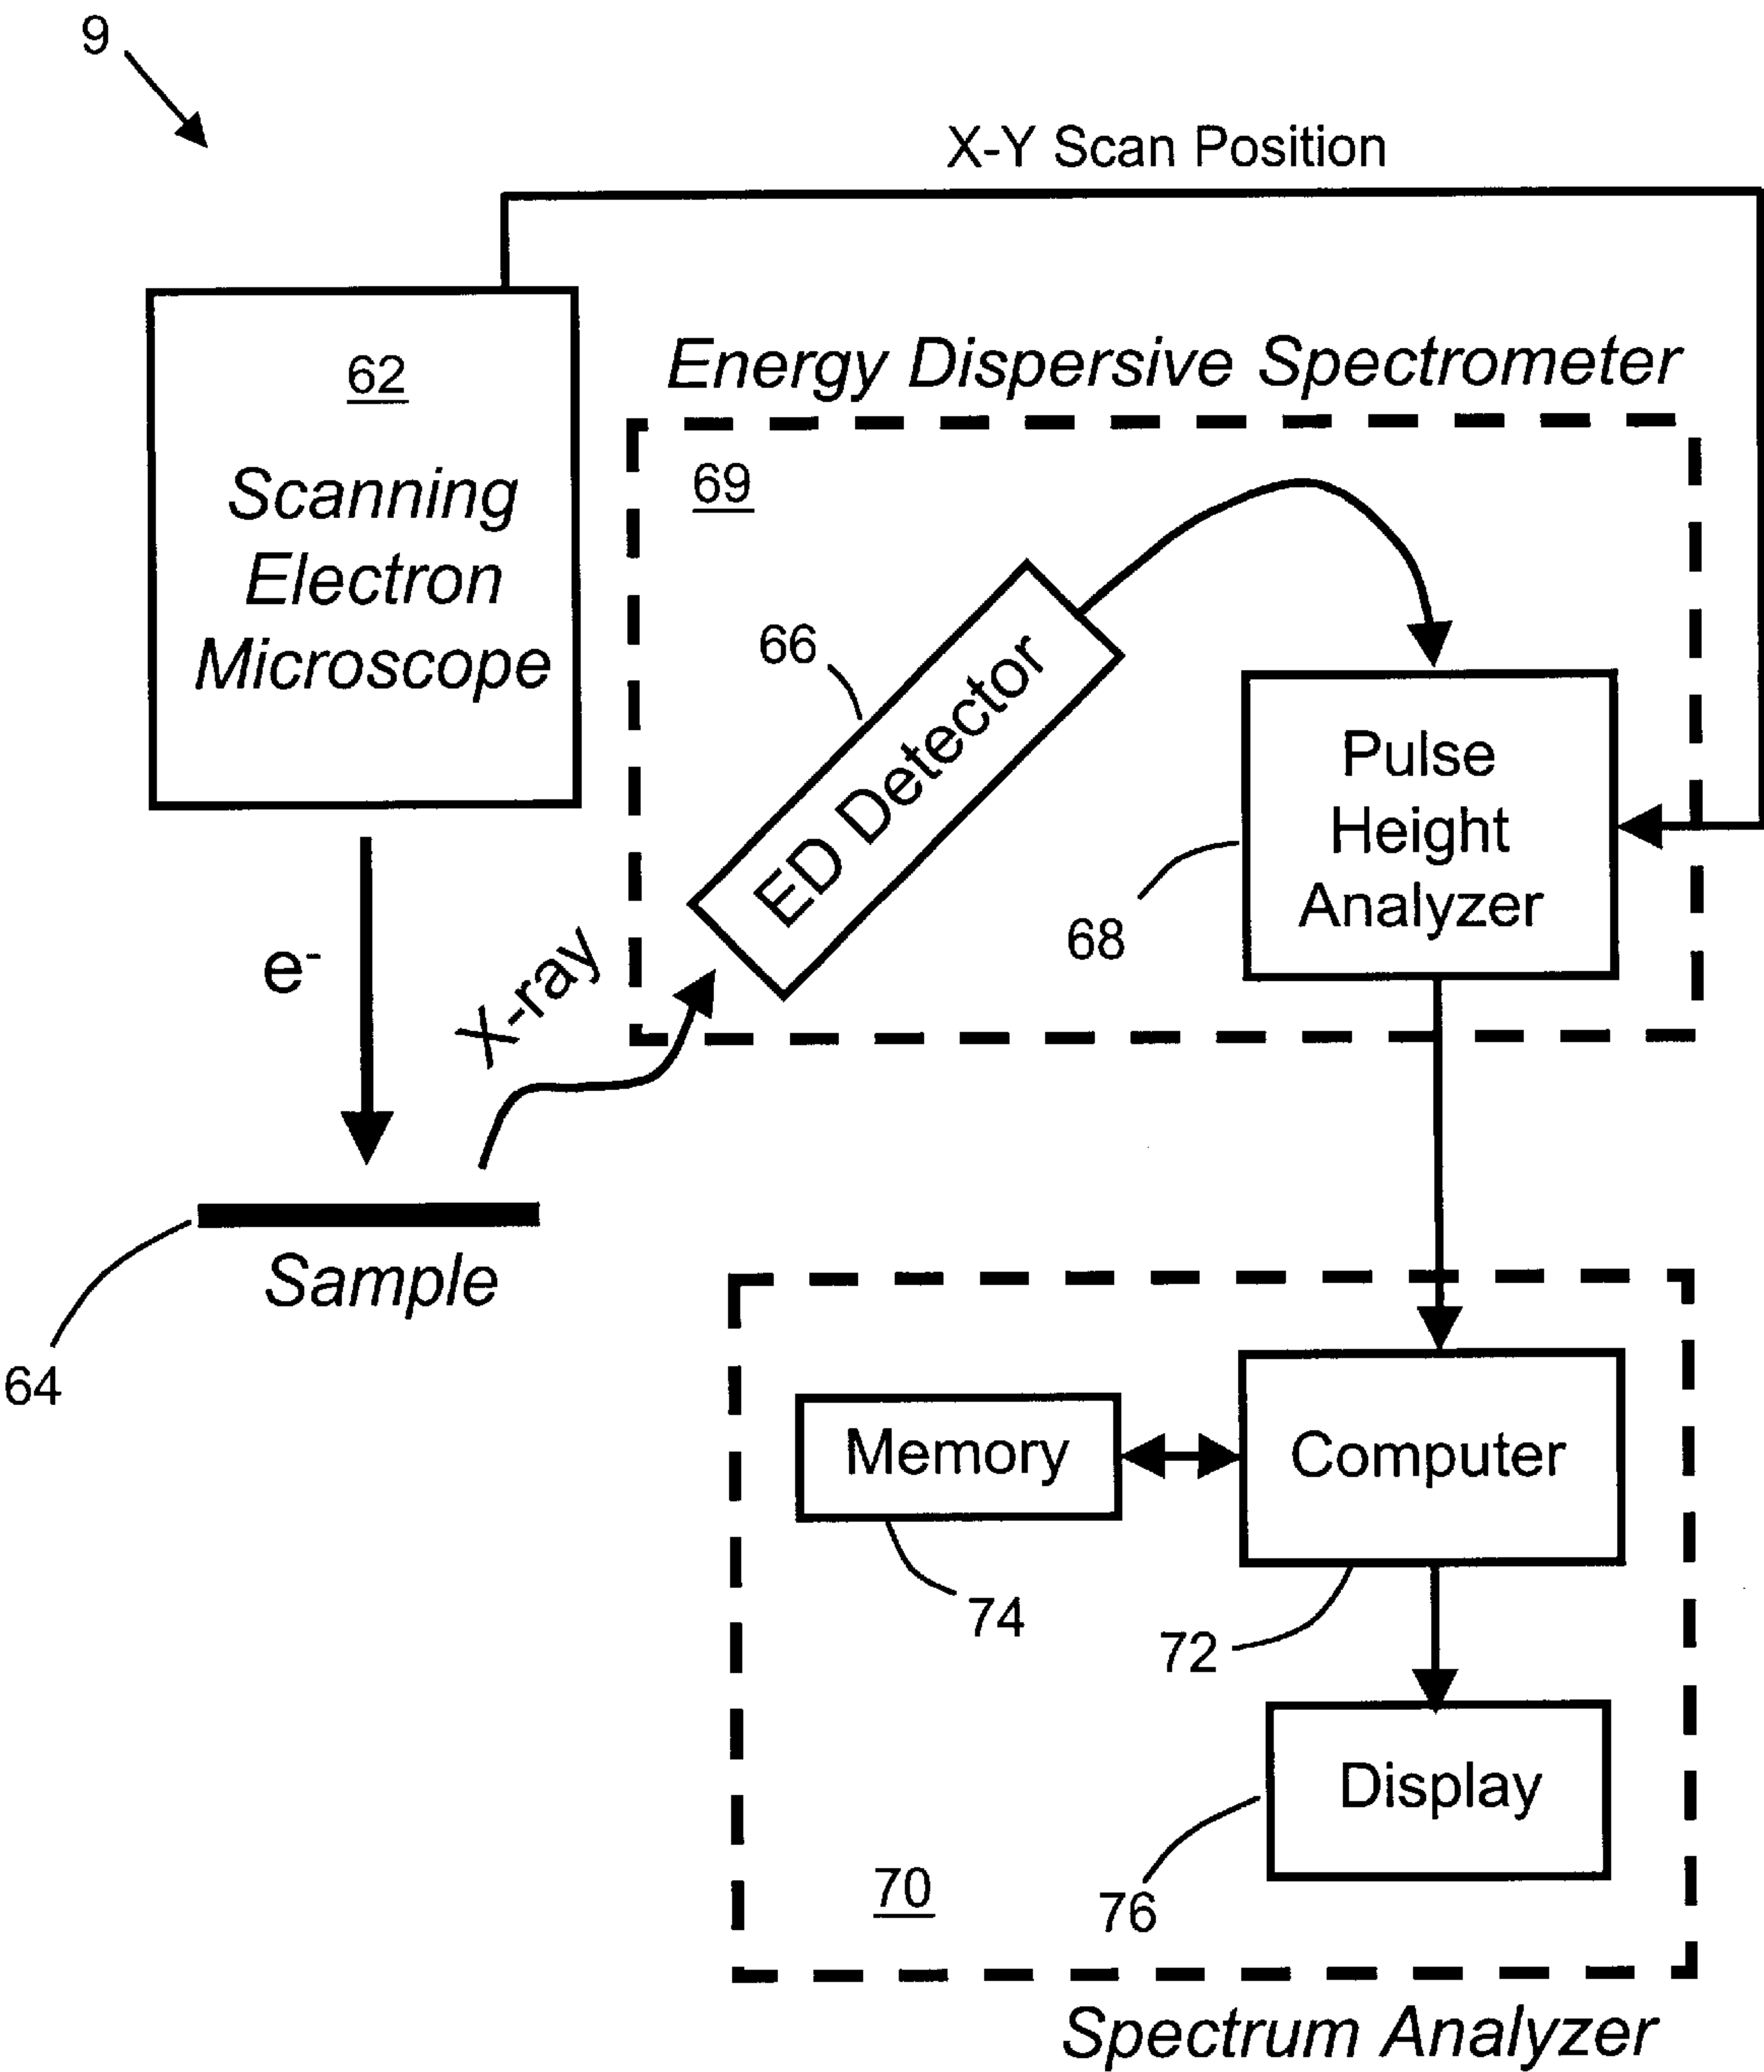 9
X-Y Scan Position
62
Scanning
Electron
Microscope
Energy Dispersive Spectrometer
69
66
ED Detector
Pulse
Height
Analyzer
68
e-
X-ray
Sample
64
Memory
Computer
74
72
Display
76
70
Spectrum Analyzer